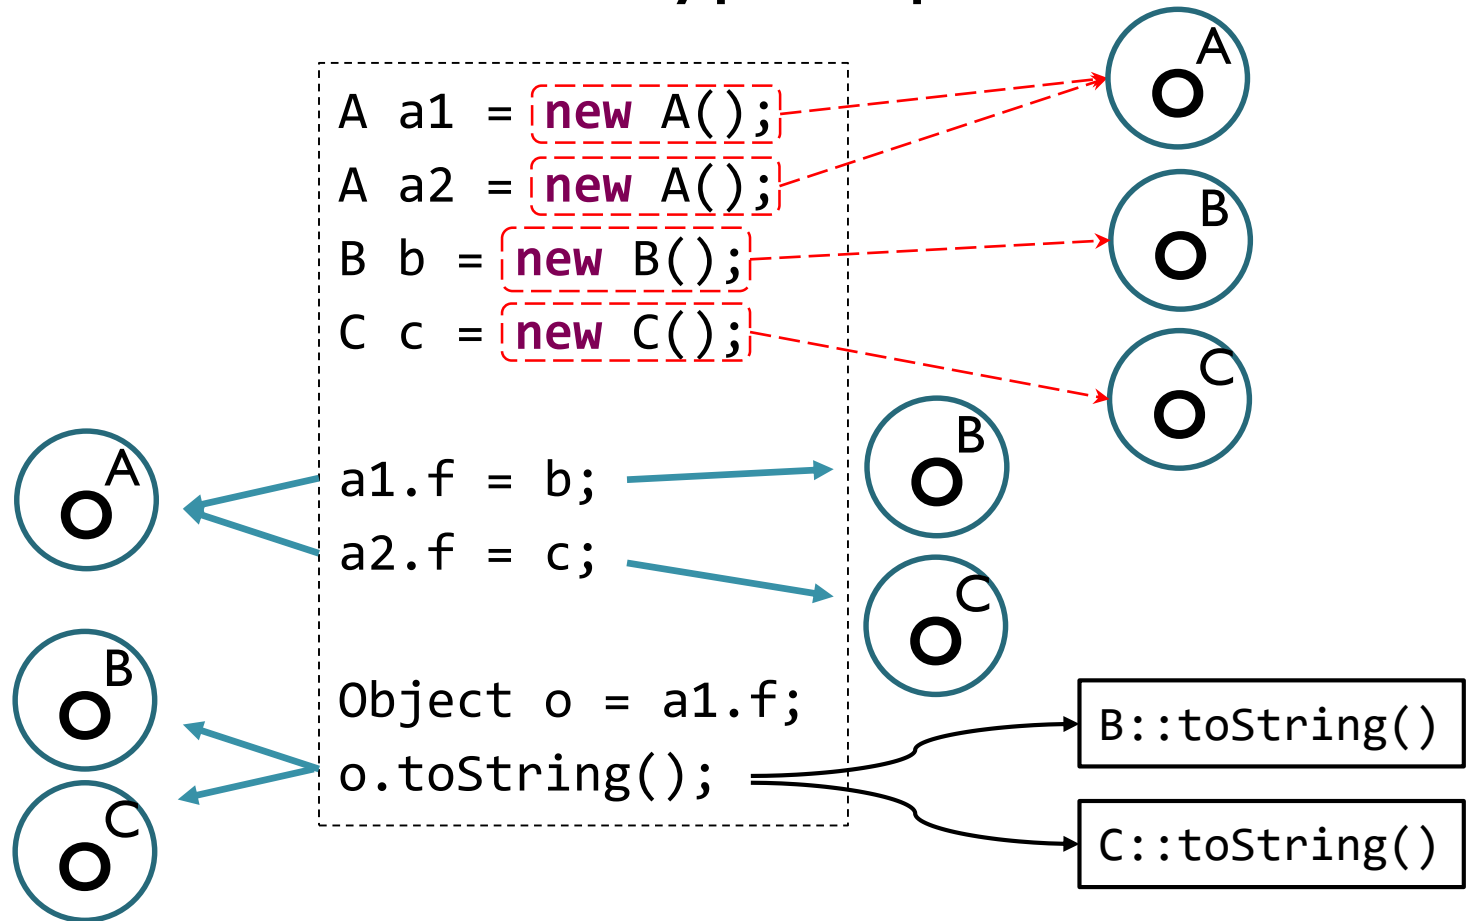 A a1 = new A();
A a2 = new A();
B b = new B();
C c = new C();
a1.f = b;
a2.f = c;
Object o = a1.f;
o.toString();
A
B
C
A
B
C
B
C
B::toString()
C::toString()